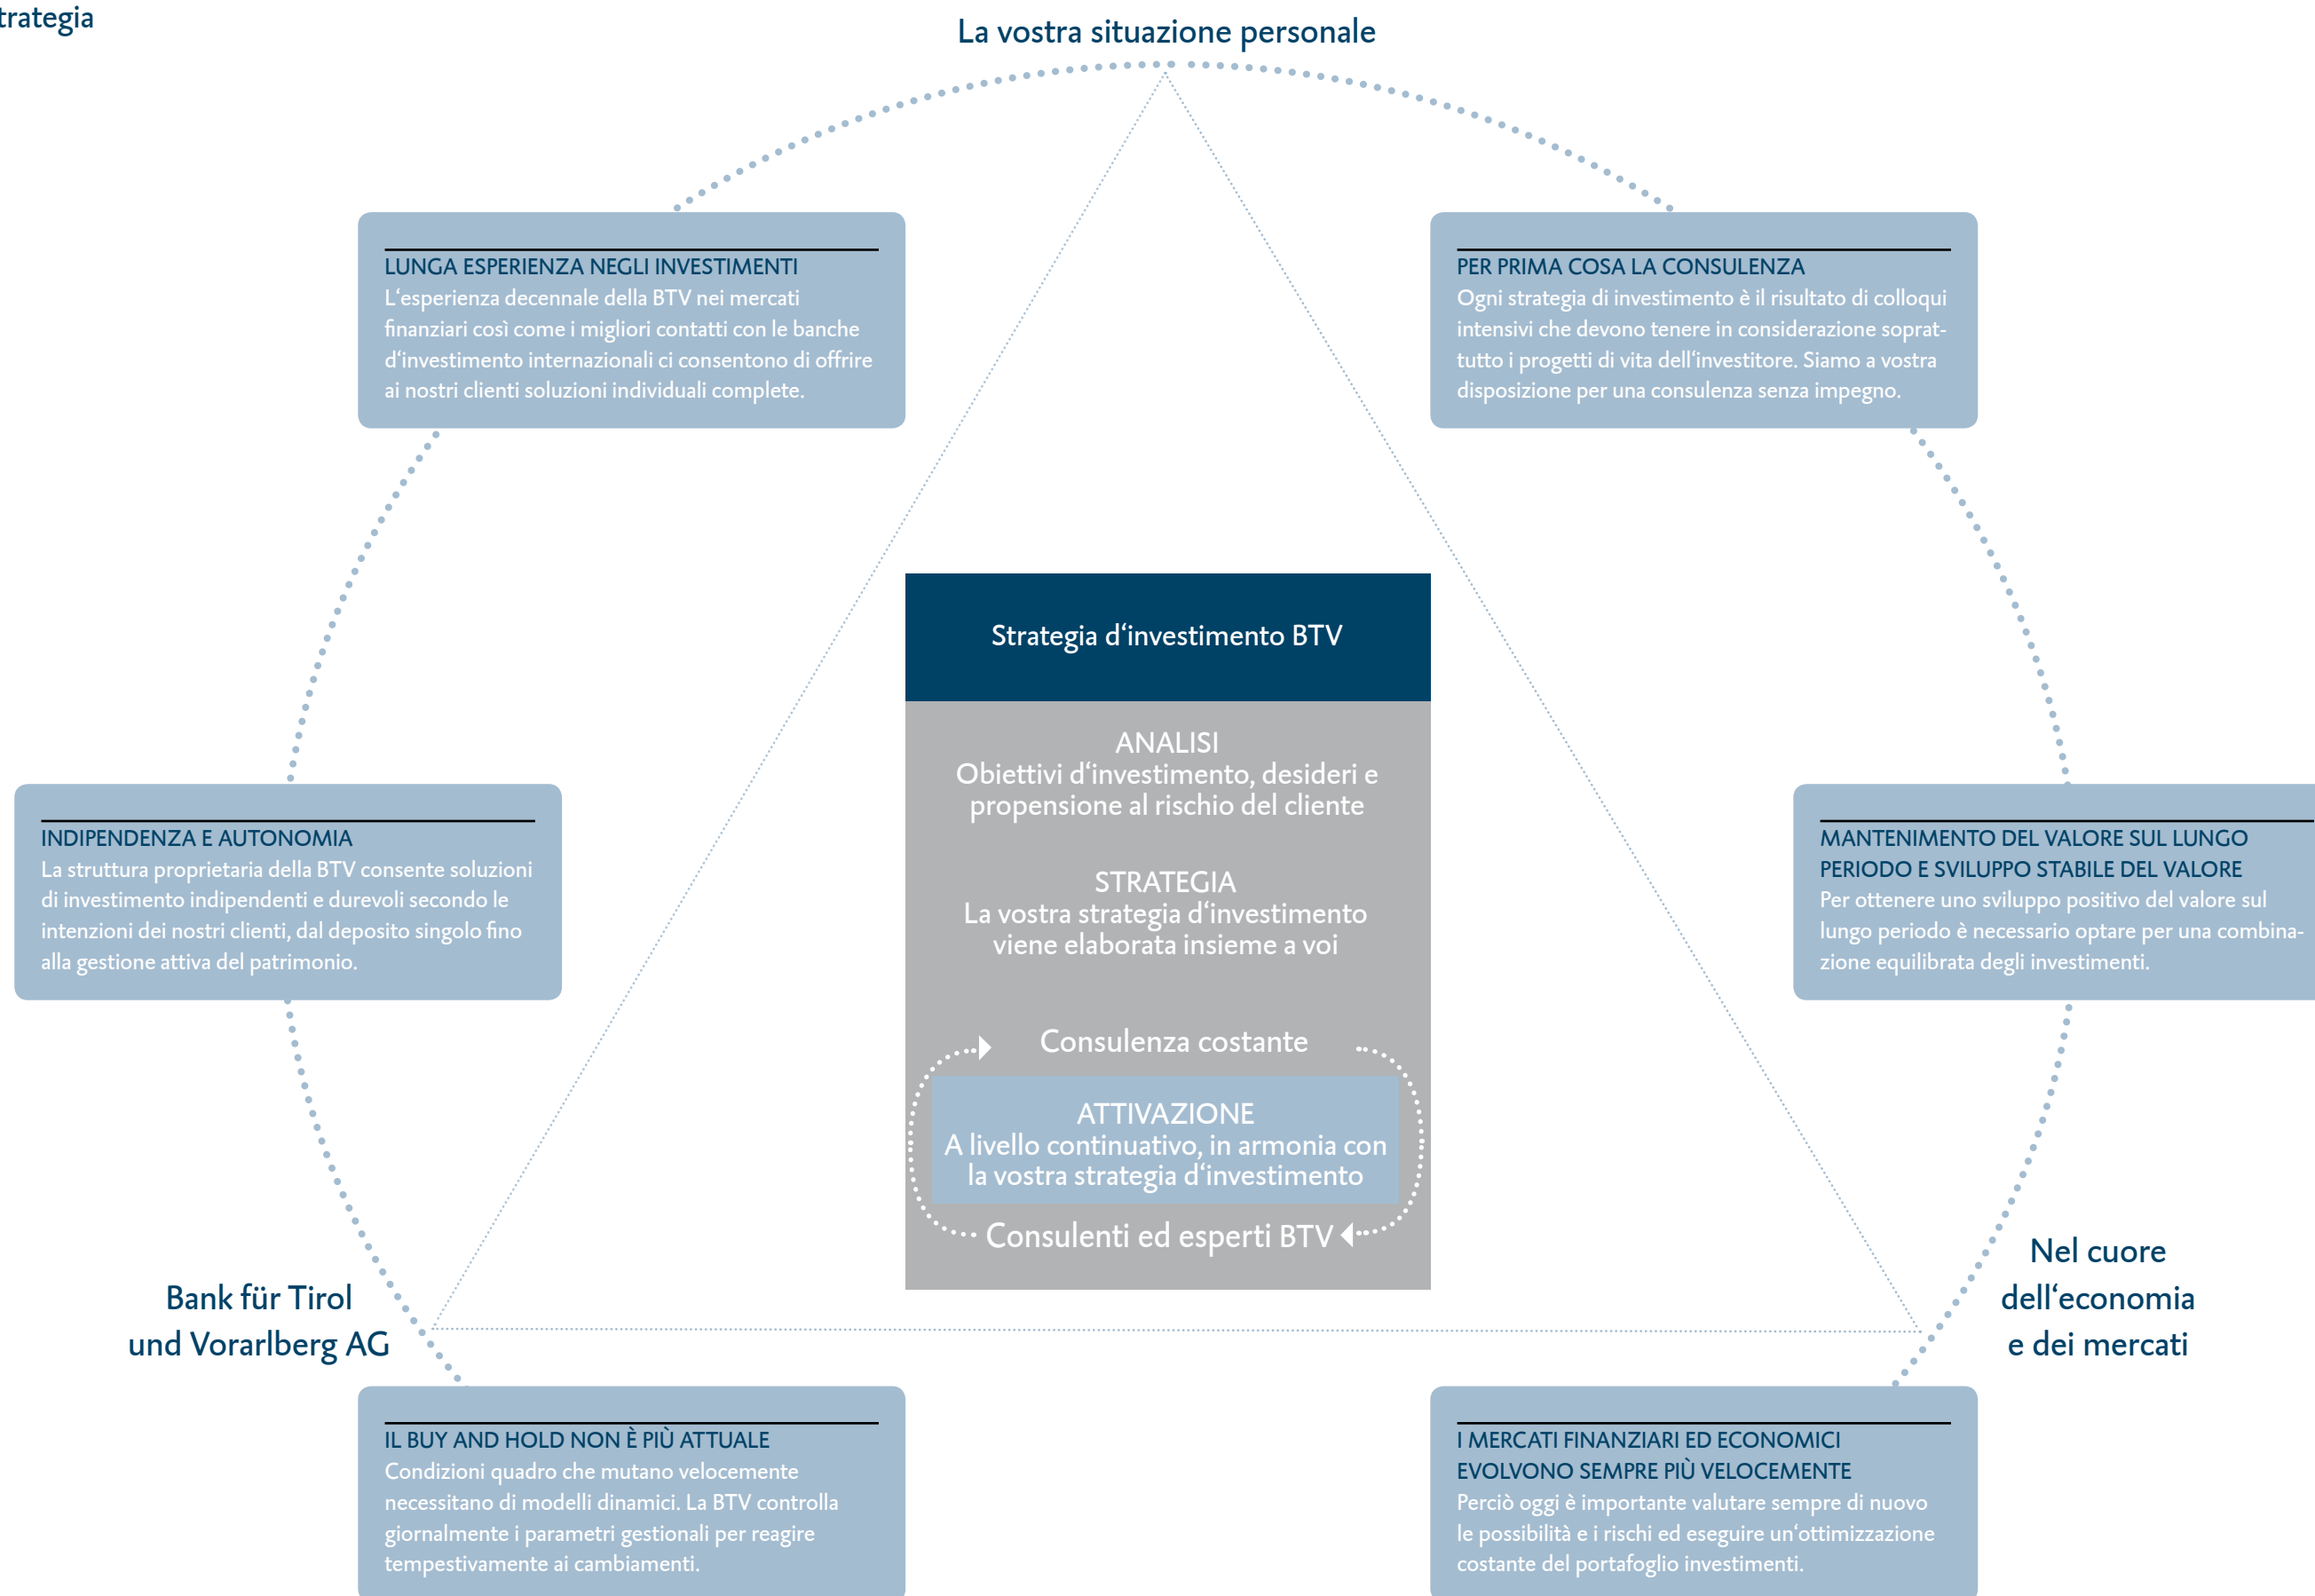 trategia
La vostra situazione personale
LUNGA ESPERIENZA NEGLI INVESTIMENTI
L‘esperienza decennale della BTV nei mercati
finanziari così come i migliori contatti con le banche
d‘investimento internazionali ci consentono di offrire
ai nostri clienti soluzioni individuali complete.
PER PRIMA COSA LA CONSULENZA
Ogni strategia di investimento è il risultato di colloqui
intensivi che devono tenere in considerazione soprat-
tutto i progetti di vita dell‘investitore. Siamo a vostra
disposizione per una consulenza senza impegno.
Strategia d‘investimento BTV
ANALISI
Obiettivi d‘investimento, desideri e
propensione al rischio del cliente
STRATEGIA
La vostra strategia d‘investimento
viene elaborata insieme a voi
Consulenza costante
ATTIVAZIONE
A livello continuativo, in armonia con
la vostra strategia d‘investimento
Consulenti ed esperti BTV
INDIPENDENZA E AUTONOMIA
La struttura proprietaria della BTV consente soluzioni
di investimento indipendenti e durevoli secondo le
intenzioni dei nostri clienti, dal deposito singolo fino
alla gestione attiva del patrimonio.
MANTENIMENTO DEL VALORE SUL LUNGO
PERIODO E SVILUPPO STABILE DEL VALORE
Per ottenere uno sviluppo positivo del valore sul
lungo periodo è necessario optare per una combina-
zione equilibrata degli investimenti.
Bank für Tirol
und Vorarlberg AG
Nel cuore
dell‘economia
e dei mercati
IL BUY AND HOLD NON È PIÙ ATTUALE
Condizioni quadro che mutano velocemente
necessitano di modelli dinamici. La BTV controlla
giornalmente i parametri gestionali per reagire
tempestivamente ai cambiamenti.
I MERCATI FINANZIARI ED ECONOMICI
EVOLVONO SEMPRE PIÙ VELOCEMENTE
Perciò oggi è importante valutare sempre di nuovo
le possibilità e i rischi ed eseguire un‘ottimizzazione
costante del portafoglio investimenti.